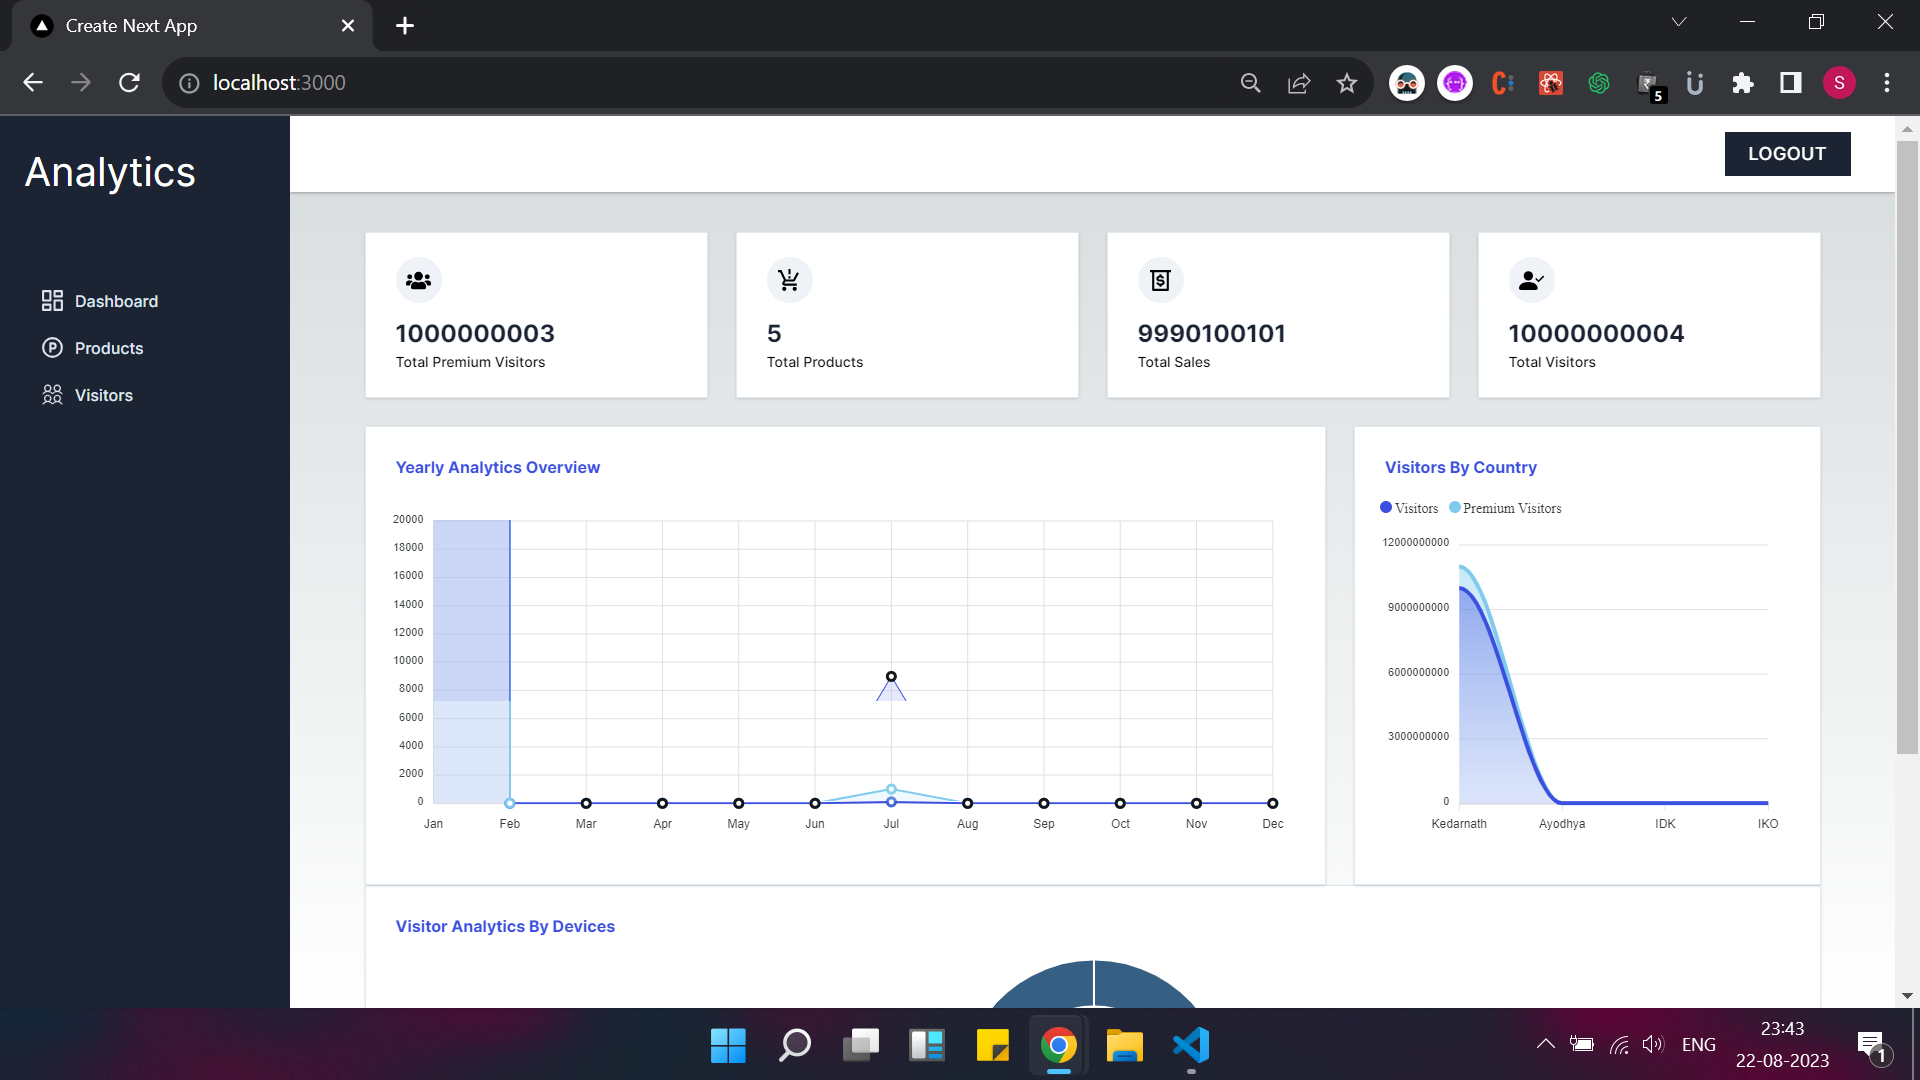 Create Next App
localhost:3000
S
5
Analytics
LOGOUT
Dashboard
Products
Visitors
1000000003
Total Premium Visitors
5
Total Products
9990100101
Total Sales
10000000004
Total Visitors
Yearly Analytics Overview
20000
18000
16000
14000
12000
10000
8000
6000
4000
2000
0
Jan Feb Mar Apr May Jun Jul Aug Sep Oct Nov Dec
Visitors By Country
Visitors Premium Visitors
12000000000
9000000000
6000000000
3000000000
0
Kedarnath Ayodhya IDK IKO
Visitor Analytics By Devices
ENG
23:43
22-08-2023
1